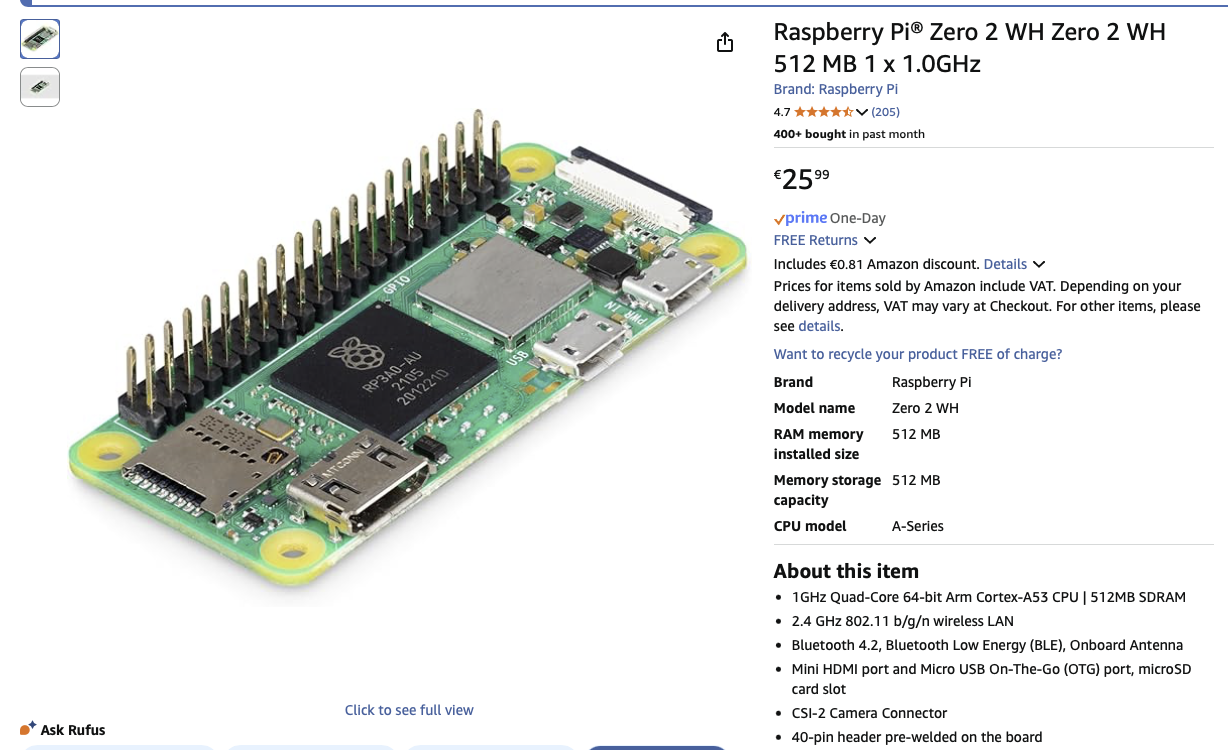 Raspberry Pi® Zero 2 WH Zero 2 WH
512 MB 1 x 1.0GHz
Brand: Raspberry Pi
4.7 (205)
400+ bought in past month
€25.99
prime One-Day
FREE Returns
Includes €0.81 Amazon discount. Details
Prices for items sold by Amazon include VAT. Depending on your
delivery address, VAT may vary at Checkout. For other items, please
see details.
Want to recycle your product FREE of charge?
Brand Raspberry Pi
Model name Zero 2 WH
RAM memory 512 MB
installed size
Memory storage 512 MB
capacity
CPU model A-Series
About this item
• 1GHz Quad-Core 64-bit Arm Cortex-A53 CPU | 512MB SDRAM
• 2.4 GHz 802.11 b/g/n wireless LAN
• Bluetooth 4.2, Bluetooth Low Energy (BLE), Onboard Antenna
• Mini HDMI port and Micro USB On-The-Go (OTG) port, microSD
card slot
• CSI-2 Camera Connector
• 40-pin header pre-welded on the board
GPIO
RP3A0-AU
2105
201221D
USB
PWR IN
Click to see full view
Ask Rufus